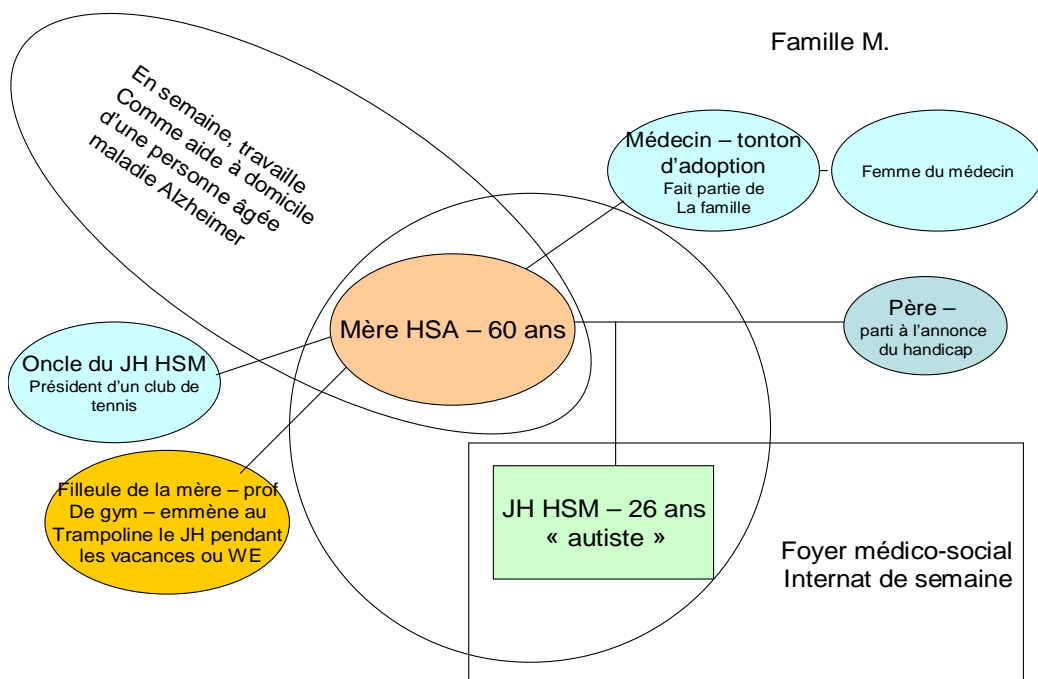 Famille M.
En semaine, travaille
Comme aide à domicile
d'une personne âgée
maladie Alzheimer
Médecin – tonton
d'adoption
Fait partie de
La famille
Femme du médecin
Mère HSA – 60 ans
Père –
parti à l'annonce
du handicap
Oncle du JH HSM
Président d'un club de
tennis
Filleule de la mère – prof
De gym – emmène au
Trampoline le JH pendant
les vacances ou WE
JH HSM – 26 ans
« autiste »
Foyer médico-social
Internat de semaine